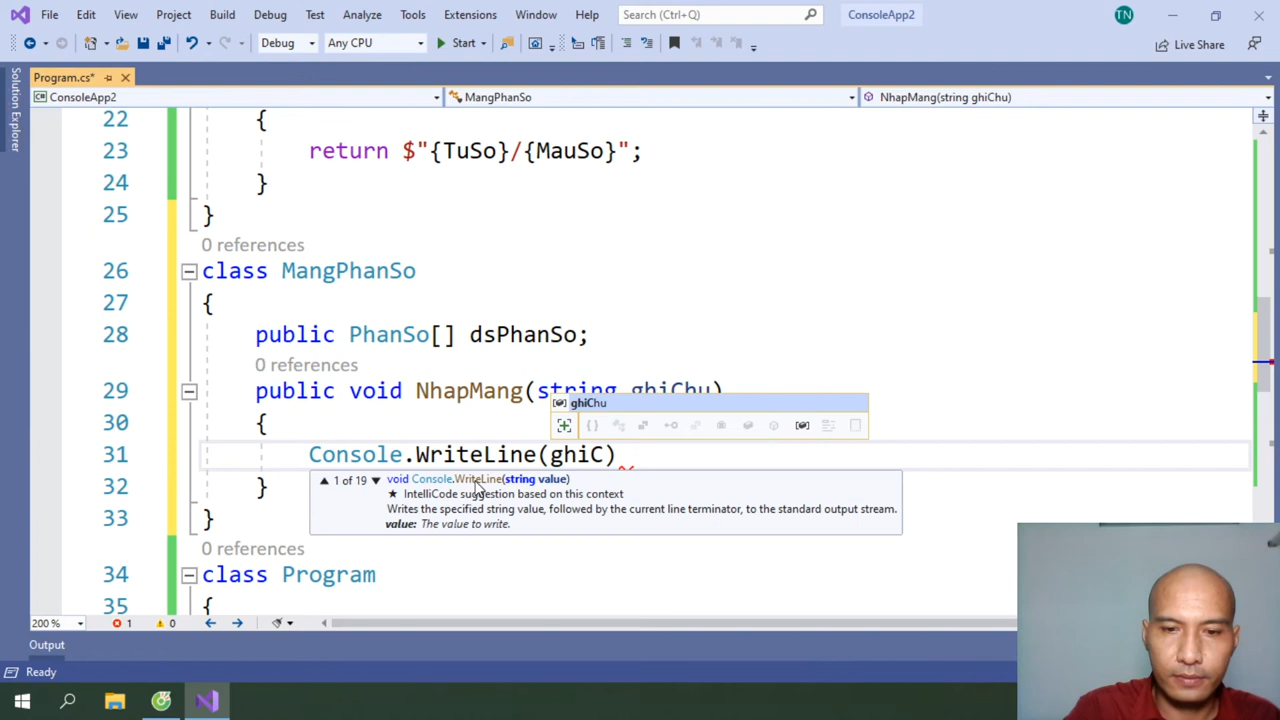 File Edit View Project Build Debug Test Analyze Tools Extensions Window Help Search (Ctrl+Q) ConsoleApp2 TN
Debug Any CPU Start Live Share
Program.cs*
ConsoleApp2 MangPhanSo NhapMang(string ghiChu)
Solution Explorer
22 {
23 return $"{TuSo}/{MauSo}";
24 }
25 }
0 references
26 class MangPhanSo
27 {
28 public PhanSo[] dsPhanSo;
0 references
29 public void NhapMang(string ghiChu)
ghiChu
30 {
31 Console.WriteLine(ghiC)
1 of 19 void Console.WriteLine(string value)
★ IntelliCode suggestion based on this context
Writes the specified string value, followed by the current line terminator, to the standard output stream.
value: The value to write.
32 }
33 }
0 references
34 class Program
35 {
200 % 1 0
Output
Ready